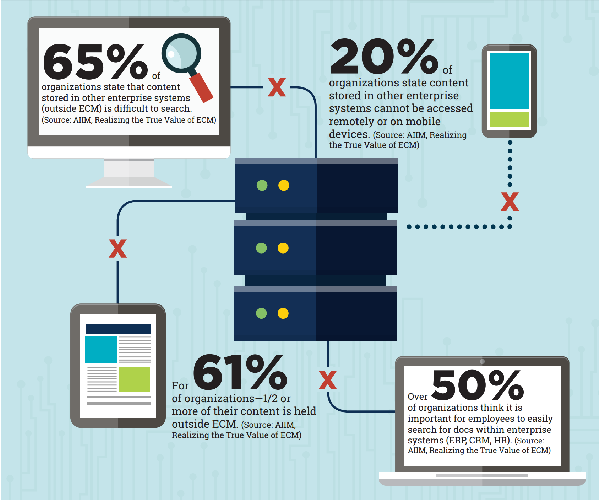 65% of
organizations state that content
stored in other enterprise systems
(outside ECM) is difficult to search.
(Source: AIIM, Realizing the True Value of ECM)
20% of
organizations state content
stored in other enterprise
systems cannot be accessed
remotely or on mobile
devices. (Source: AIIM, Realizing
the True Value of ECM)
X
X
X
X
For 61%
of organizations—1/2 or
more of their content is held
outside ECM. (Source: AIIM,
Realizing the True Value of ECM)
Over 50%
of organizations think it is
important for employees to easily
search for docs within enterprise
systems (ERP, CRM, HR). (Source:
AIIM, Realizing the True Value of ECM)